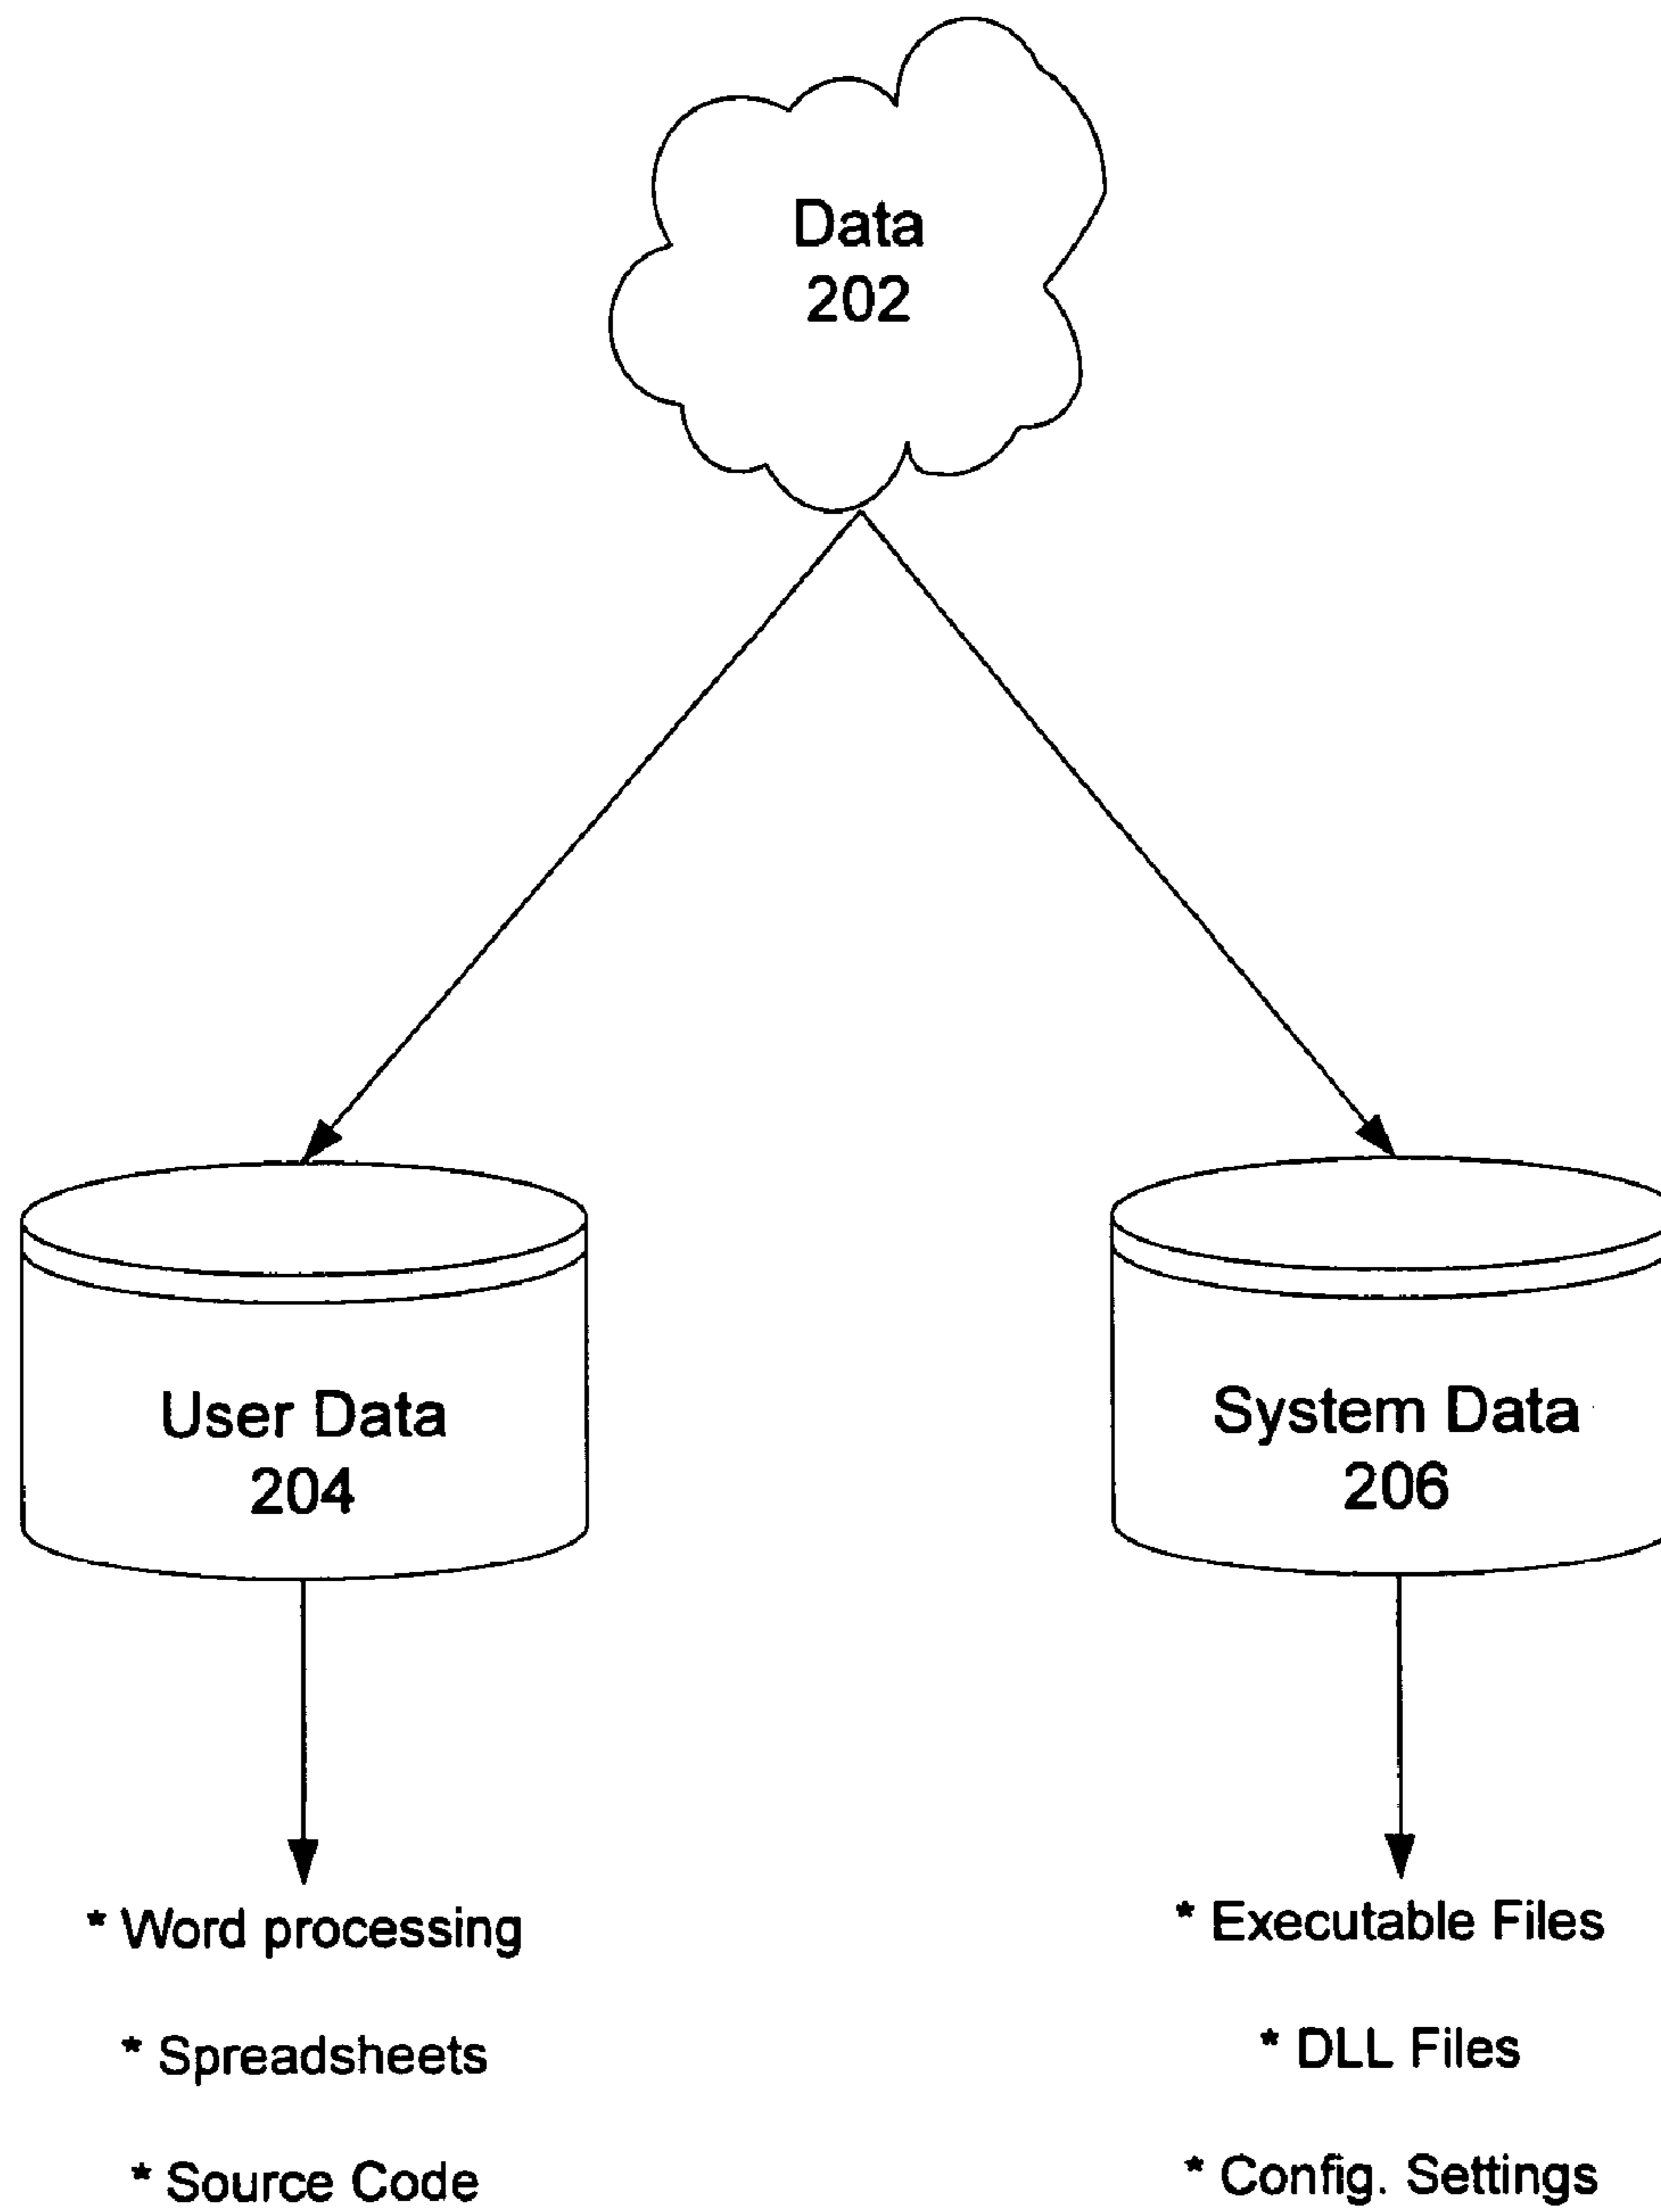 Data
202
User Data
204
System Data
206
* Word processing
* Spreadsheets
* Source Code
* Executable Files
* DLL Files
* Config. Settings